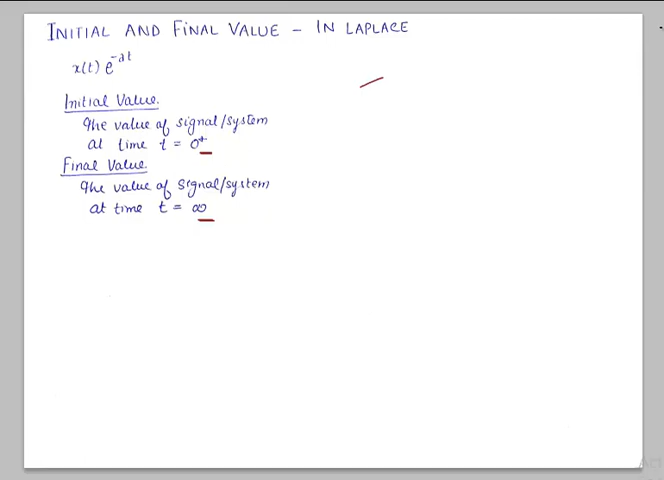 INITIAL AND FINAL VALUE - IN LAPLACE
x(t) e^-at
Initial Value.
The value of signal/system
at time t = 0+
Final Value.
The value of signal/system
at time t = ∞